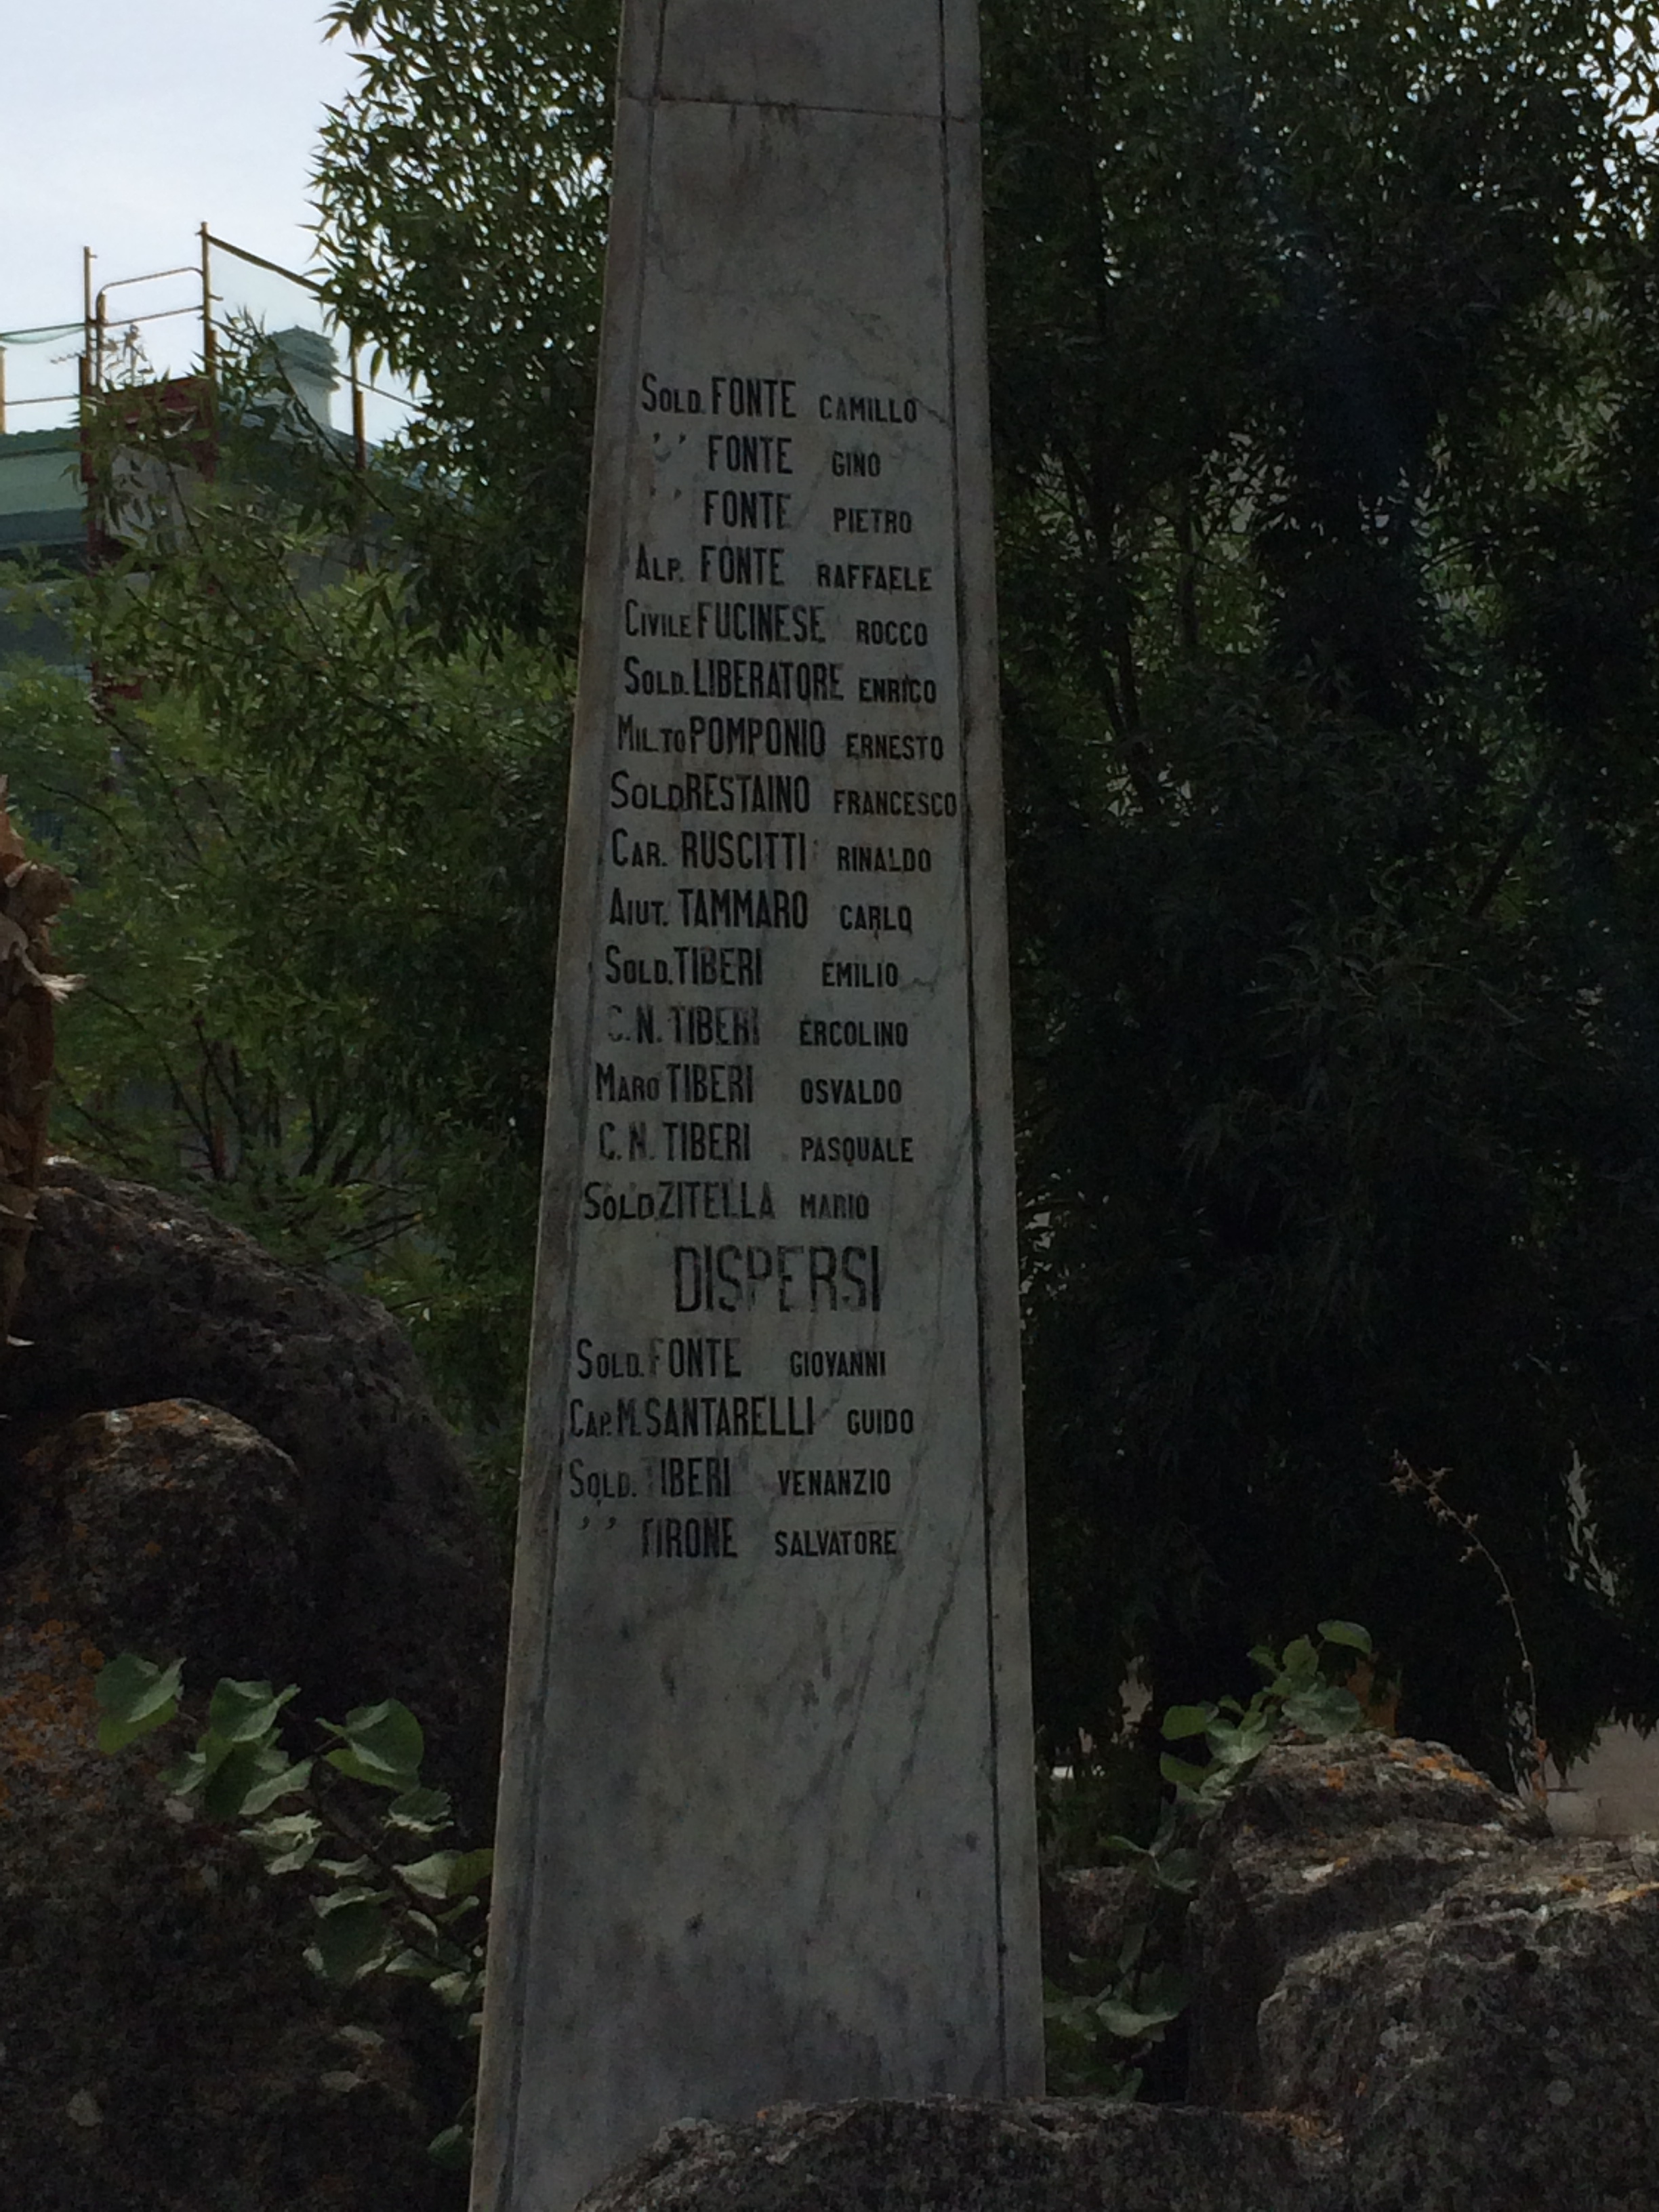 SOLD. FONTE CAMILLO
'' FONTE GINO
'' FONTE PIETRO
ALP. FONTE RAFFAELE
CIVILE FUCINESE ROCCO
SOLD. LIBERATORE ENRICO
MIL.TO POMPONIO ERNESTO
SOLD RESTAINO FRANCESCO
CAR. RUSCITTI RINALDO
AIUT. TAMMARO CARLO
SOLD. TIBERI EMILIO
C.N. TIBERI ERCOLINO
MARO TIBERI OSVALDO
C.N. TIBERI PASQUALE
SOLD. ZITELLA MARIO
DISPERSI
SOLD. FONTE GIOVANNI
CAP. M. SANTARELLI GUIDO
SOLD. TIBERI VENANZIO
'' TIRONE SALVATORE